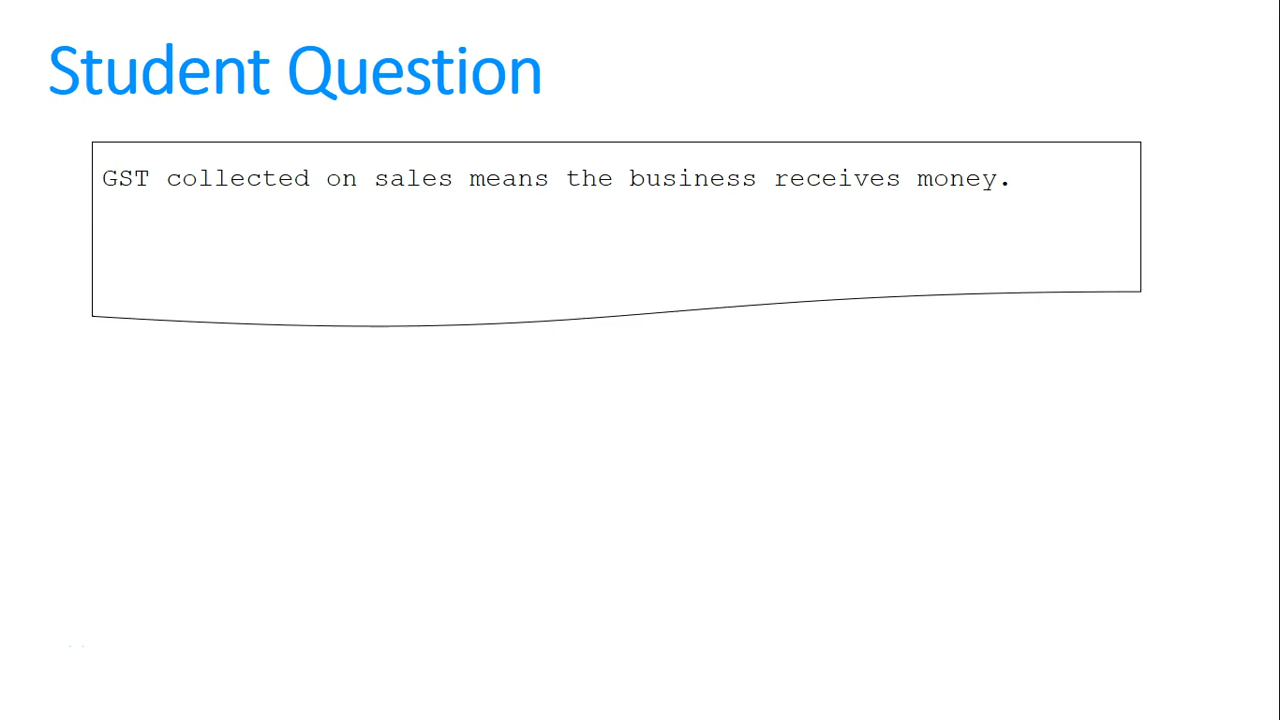 Student Question
GST collected on sales means the business receives money.